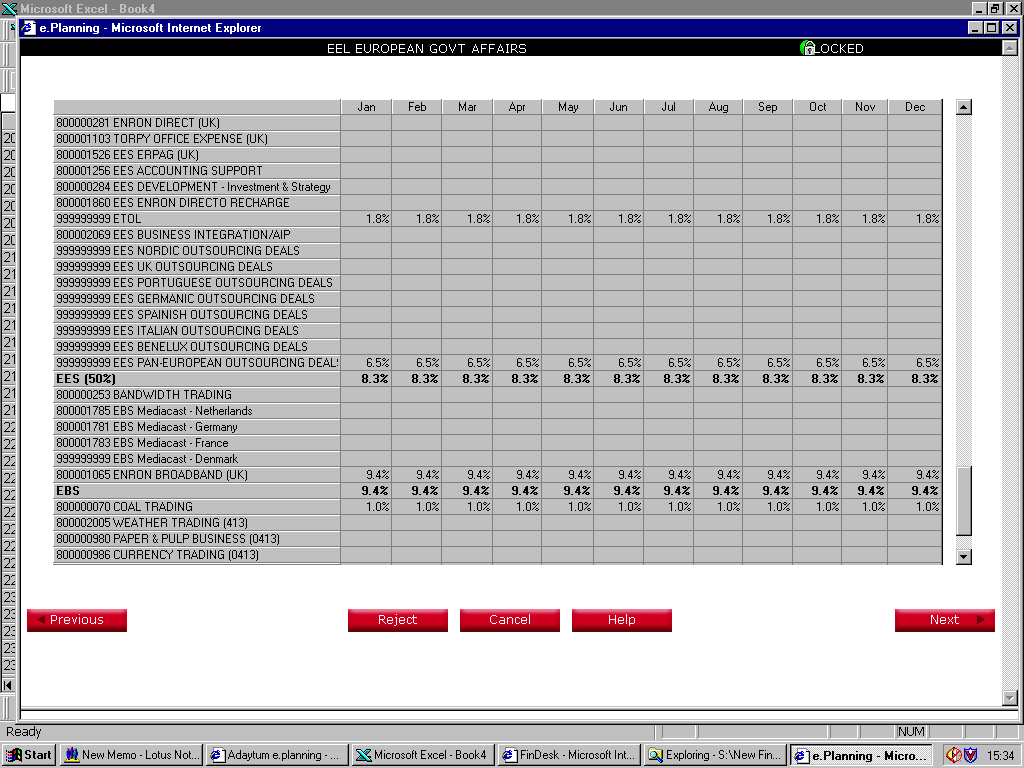 Microsoft Excel - Book4
e.Planning - Microsoft Internet Explorer
EEL EUROPEAN GOVT AFFAIRS LOCKED
Jan Feb Mar Apr May Jun Jul Aug Sep Oct Nov Dec
800000281 ENRON DIRECT (UK)
800001103 TORPY OFFICE EXPENSE (UK)
800001526 EES ERPAG (UK)
800001256 EES ACCOUNTING SUPPORT
800000284 EES DEVELOPMENT - Investment & Strategy
800001860 EES ENRON DIRECTO RECHARGE
999999999 ETOL 1.8% 1.8% 1.8% 1.8% 1.8% 1.8% 1.8% 1.8% 1.8% 1.8% 1.8% 1.8%
800002069 EES BUSINESS INTEGRATION/AIP
999999999 EES NORDIC OUTSOURCING DEALS
999999999 EES UK OUTSOURCING DEALS
999999999 EES PORTUGUESE OUTSOURCING DEALS
999999999 EES GERMANIC OUTSOURCING DEALS
999999999 EES SPAINISH OUTSOURCING DEALS
999999999 EES ITALIAN OUTSOURCING DEALS
999999999 EES BENELUX OUTSOURCING DEALS
999999999 EES PAN-EUROPEAN OUTSOURCING DEALS 6.5% 6.5% 6.5% 6.5% 6.5% 6.5% 6.5% 6.5% 6.5% 6.5% 6.5% 6.5%
EES (50%) 8.3% 8.3% 8.3% 8.3% 8.3% 8.3% 8.3% 8.3% 8.3% 8.3% 8.3% 8.3%
800000253 BANDWIDTH TRADING
800001785 EBS Mediacast - Netherlands
800001781 EBS Mediacast - Germany
800001783 EBS Mediacast - France
999999999 EBS Mediacast - Denmark
800001065 ENRON BROADBAND (UK) 9.4% 9.4% 9.4% 9.4% 9.4% 9.4% 9.4% 9.4% 9.4% 9.4% 9.4% 9.4%
EBS 9.4% 9.4% 9.4% 9.4% 9.4% 9.4% 9.4% 9.4% 9.4% 9.4% 9.4% 9.4%
800000070 COAL TRADING 1.0% 1.0% 1.0% 1.0% 1.0% 1.0% 1.0% 1.0% 1.0% 1.0% 1.0% 1.0%
800002005 WEATHER TRADING (413)
800000980 PAPER & PULP BUSINESS (0413)
800000986 CURRENCY TRADING (0413)
Previous Reject Cancel Help Next
Ready NUM
Start New Memo - Lotus Not... Adaytum e.planning - ... Microsoft Excel - Book4 FinDesk - Microsoft Int... Exploring - S:\New Fin... e.Planning - Micro... 15:34